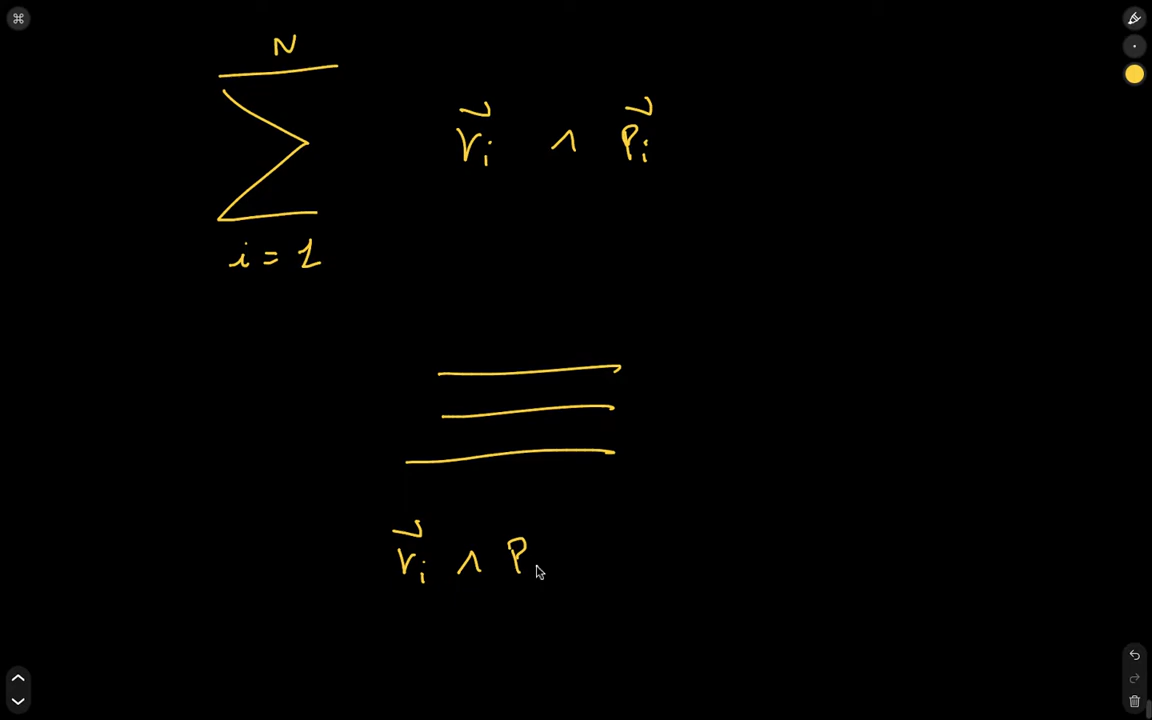 N
∑ r⃗ᵢ ∧ p⃗ᵢ
i = 1
≡
r⃗ᵢ ∧ P